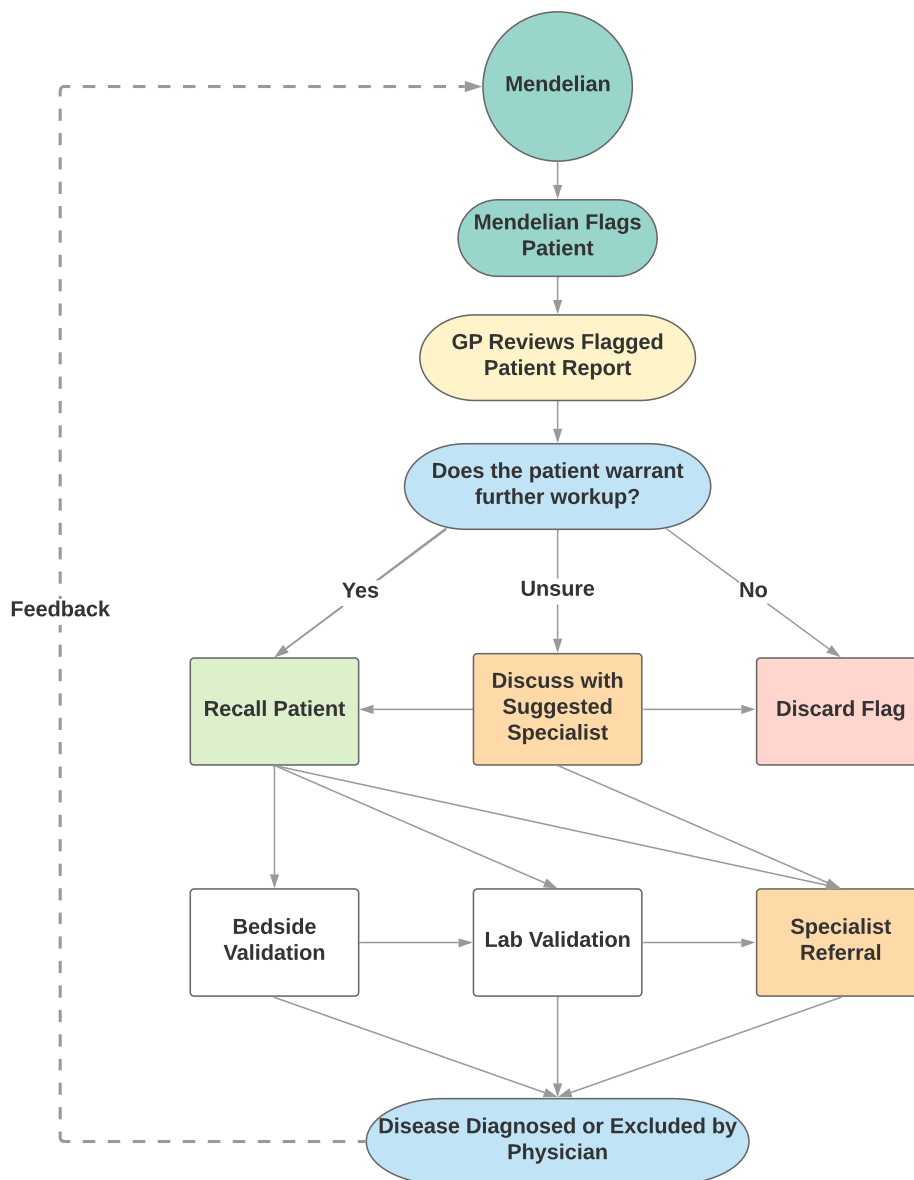 Mendelian
Mendelian Flags
Patient
GP Reviews Flagged
Patient Report
Does the patient warrant
further workup?
Yes
Unsure
No
Feedback
Recall Patient
Discuss with
Suggested
Specialist
Discard Flag
Bedside
Validation
Lab Validation
Specialist
Referral
Disease Diagnosed or Excluded by
Physician